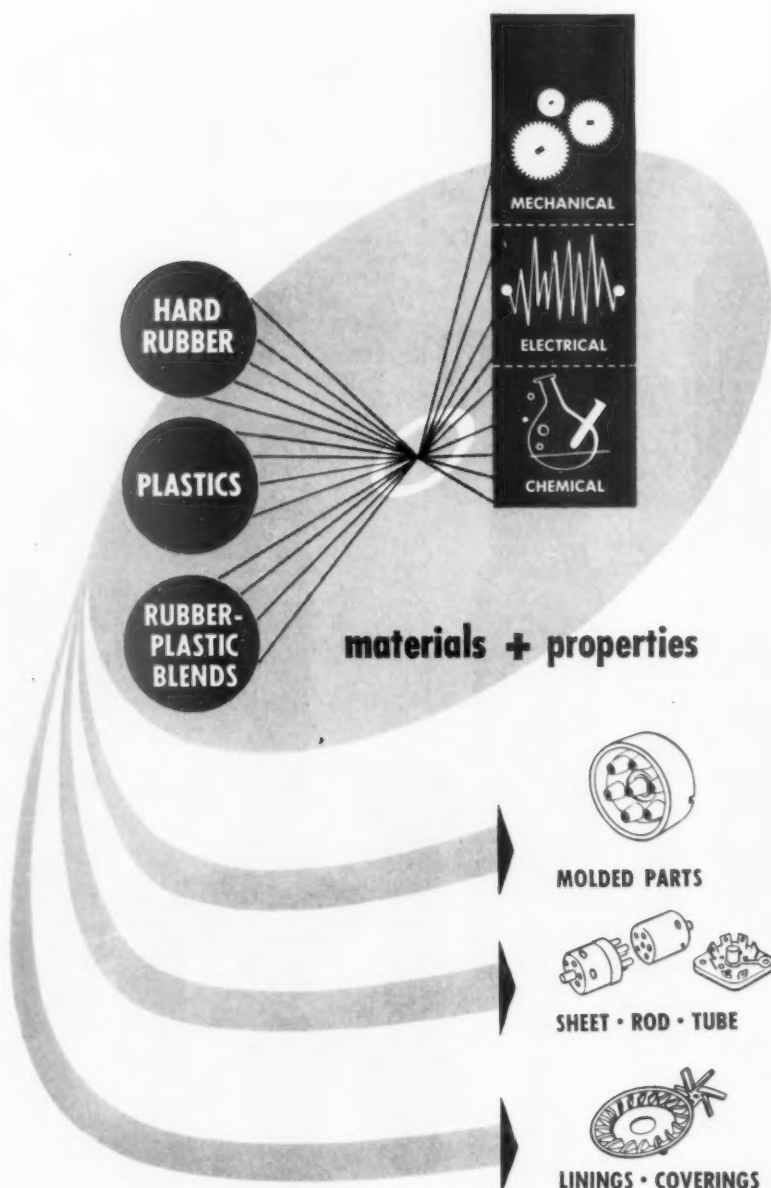 MECHANICAL
ELECTRICAL
CHEMICAL
HARD
RUBBER
PLASTICS
RUBBER-
PLASTIC
BLENDS
materials + properties
MOLDED PARTS
SHEET • ROD • TUBE
LININGS • COVERINGS